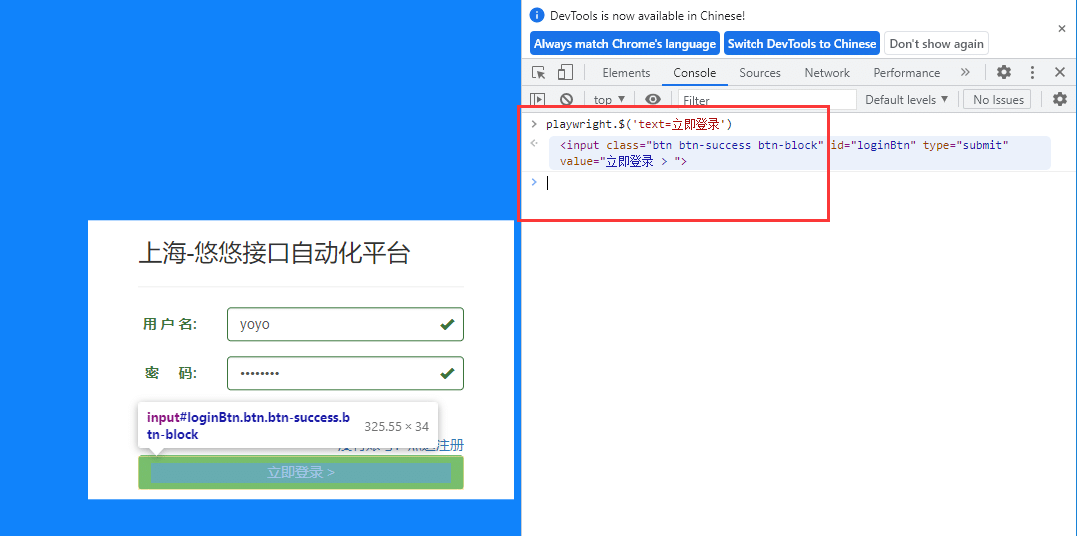 上海-悠悠接口自动化平台
用 户 名:
yoyo
密 码:
••••••••
input#loginBtn.btn.btn-success.b
tn-block
325.55 × 34
注册
立即登录 >
DevTools is now available in Chinese!
Always match Chrome's language
Switch DevTools to Chinese
Don't show again
Elements
Console
Sources
Network
Performance
top
Filter
Default levels
No Issues
playwright.$('text=立即登录')
<input class="btn btn-success btn-block" id="loginBtn" type="submit"
value="立即登录 > ">